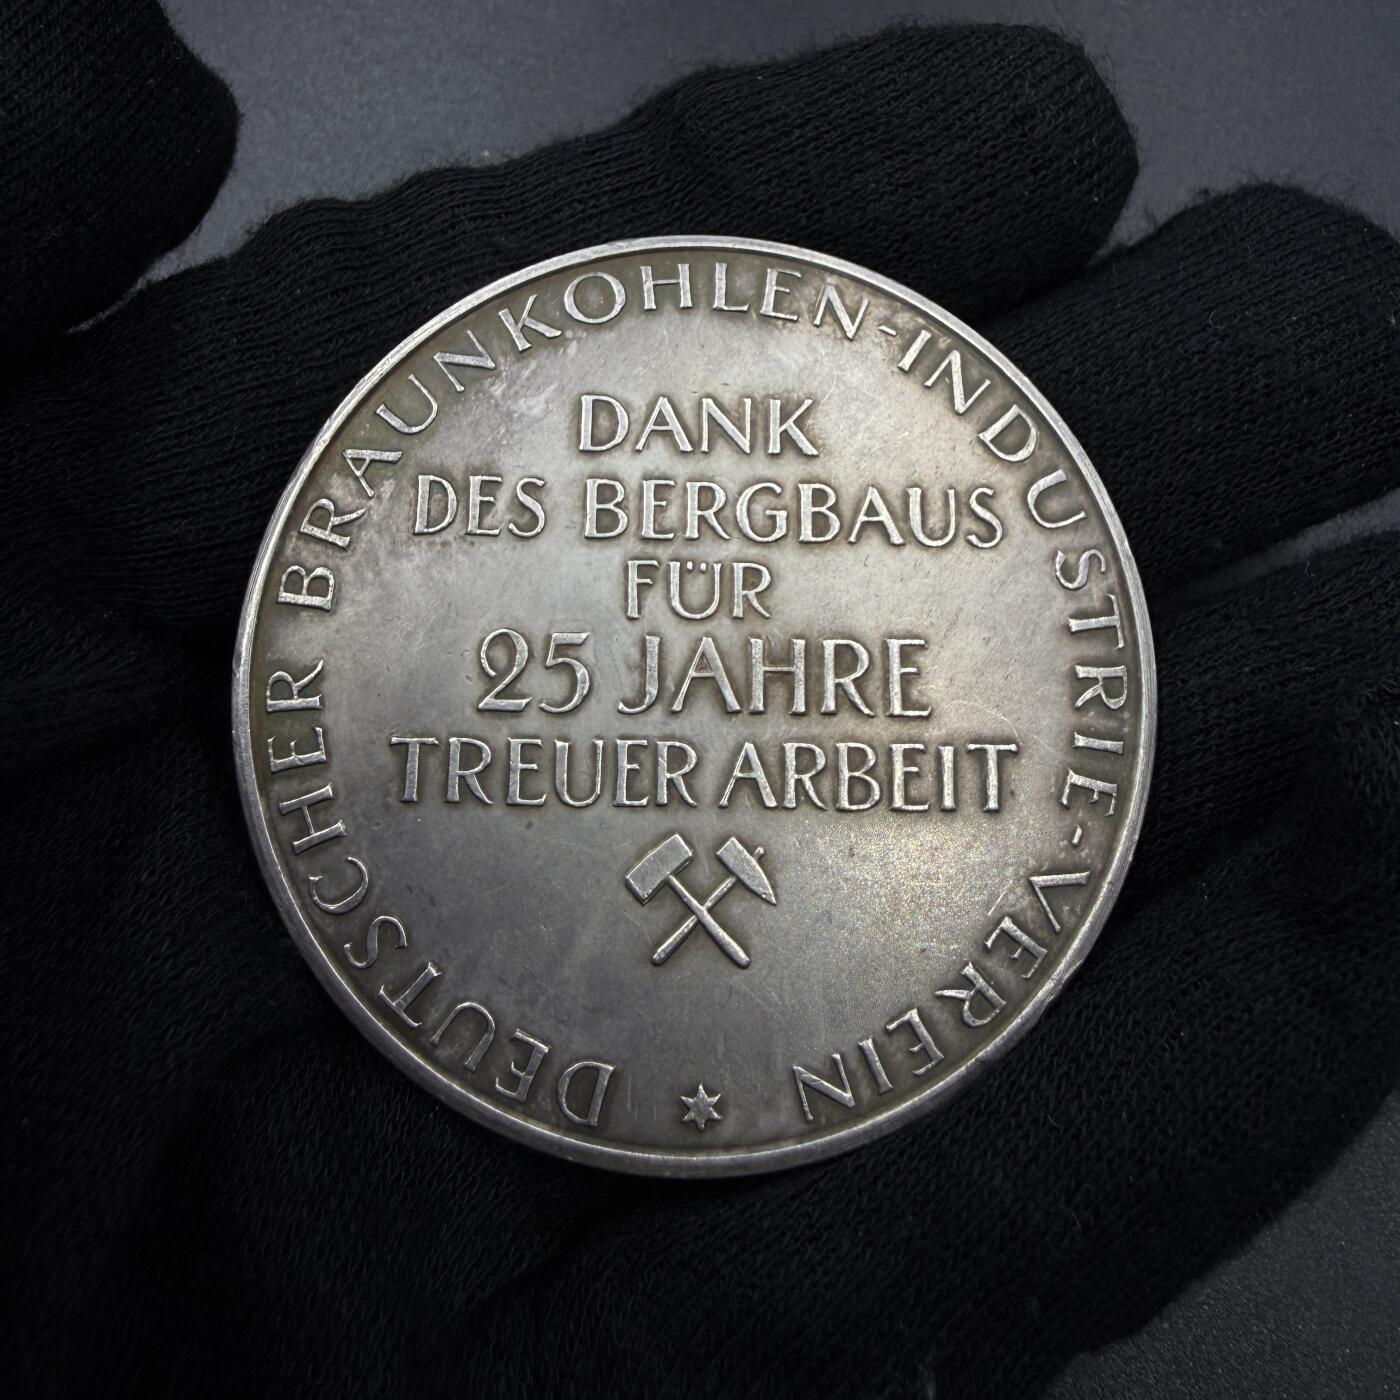 DEUTSCHER BRAUNKOHLEN-INDUSTRIE-VEREIN
DANK
DES BERGBAUS
FÜR
25 JAHRE
TREUER ARBEIT